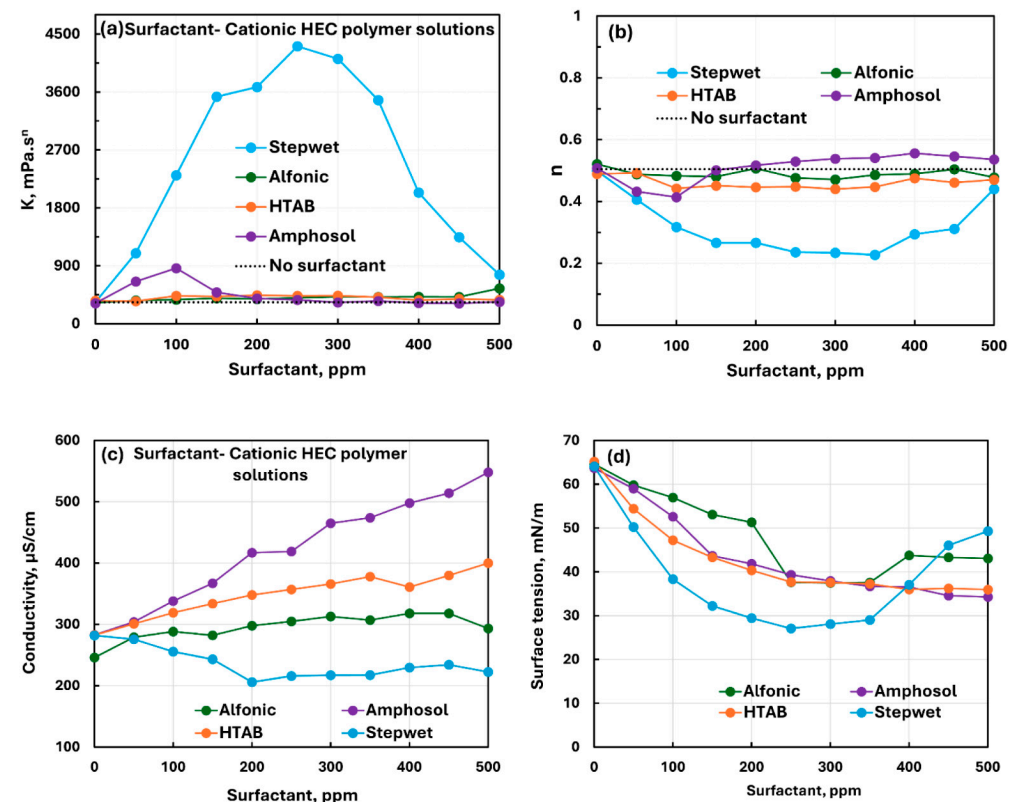 (a) Surfactant- Cationic HEC polymer solutions
4500
3600
2700
1800
900
0
K, mPa.sⁿ
Stepwet
Alfonic
HTAB
Amphosol
No surfactant
0 100 200 300 400 500
Surfactant, ppm
(b)
1
0.8
0.6
0.4
0.2
0
n
Stepwet Alfonic
HTAB Amphosol
No surfactant
0 100 200 300 400 500
Surfactant, ppm
(c) Surfactant- Cationic HEC polymer
solutions
600
500
400
300
200
100
Conductivity, µS/cm
Alfonic Amphosol
HTAB Stepwet
0 100 200 300 400 500
Surfactant, ppm
(d)
70
60
50
40
30
20
10
0
Surface tension, mN/m
Alfonic Amphosol
HTAB Stepwet
0 100 200 300 400 500
Surfactant, ppm